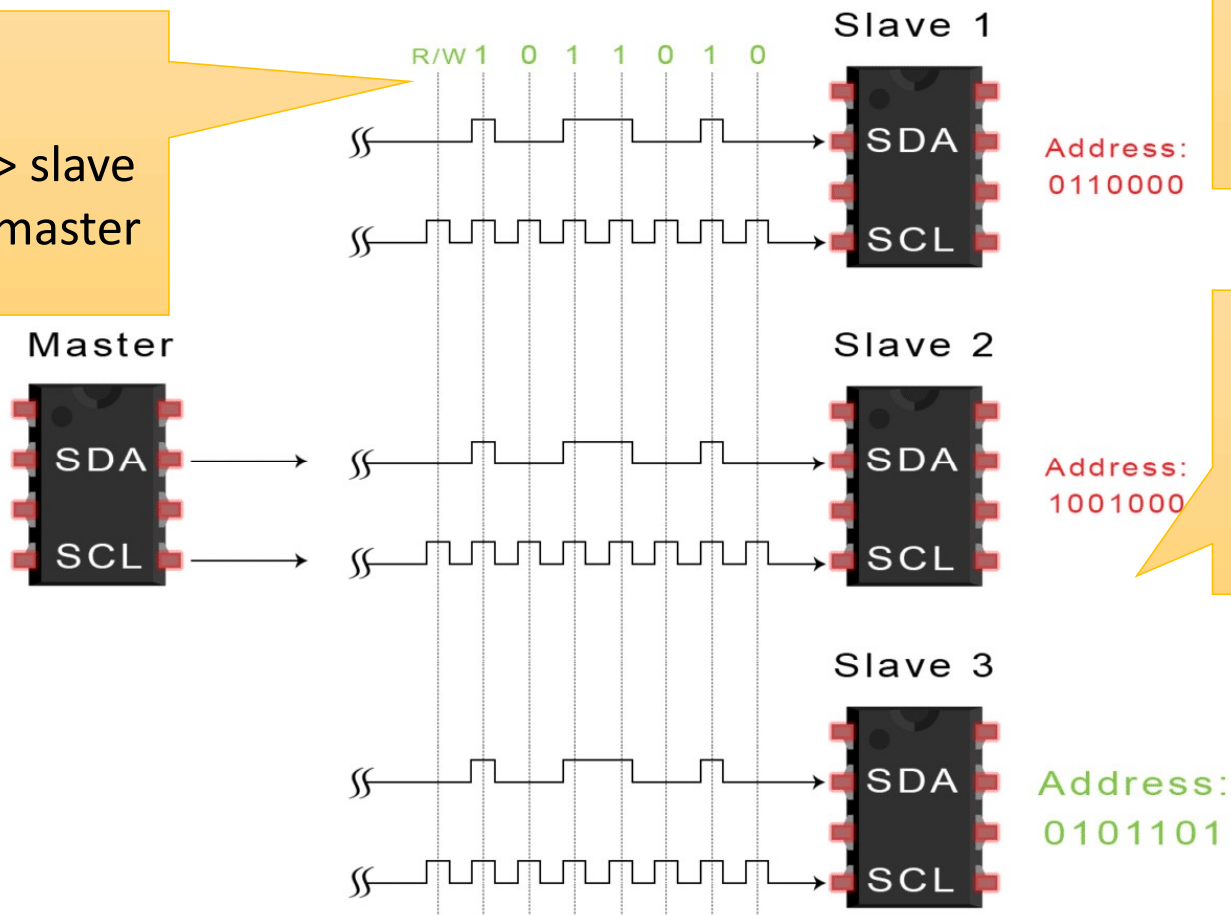 > slave
master
R/W 1 0 1 1 0 1 0
Slave 1
SDA
SCL
Address:
0110000
Master
SDA
SCL
Slave 2
SDA
SCL
Address:
1001000
Slave 3
SDA
SCL
Address:
0101101